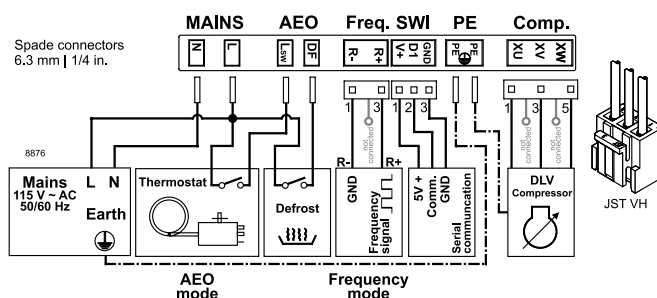 MAINS AEO Freq. SWI PE Comp.
Spade connectors
6.3 mm | 1/4 in.
N L LSW DF R- R+ V+ D1 GND PE PE XU XV XW
1 3 1 2 3 1 3 5
not connected
not connected
8876
R- R+
Mains
115 V ~ AC
50/60 Hz
L N
Earth
Thermostat
Defrost
GND
Frequency signal
5V +
Comm.
GND
Serial communcation
DLV
Compressor
JST VH
AEO
mode
Frequency
mode